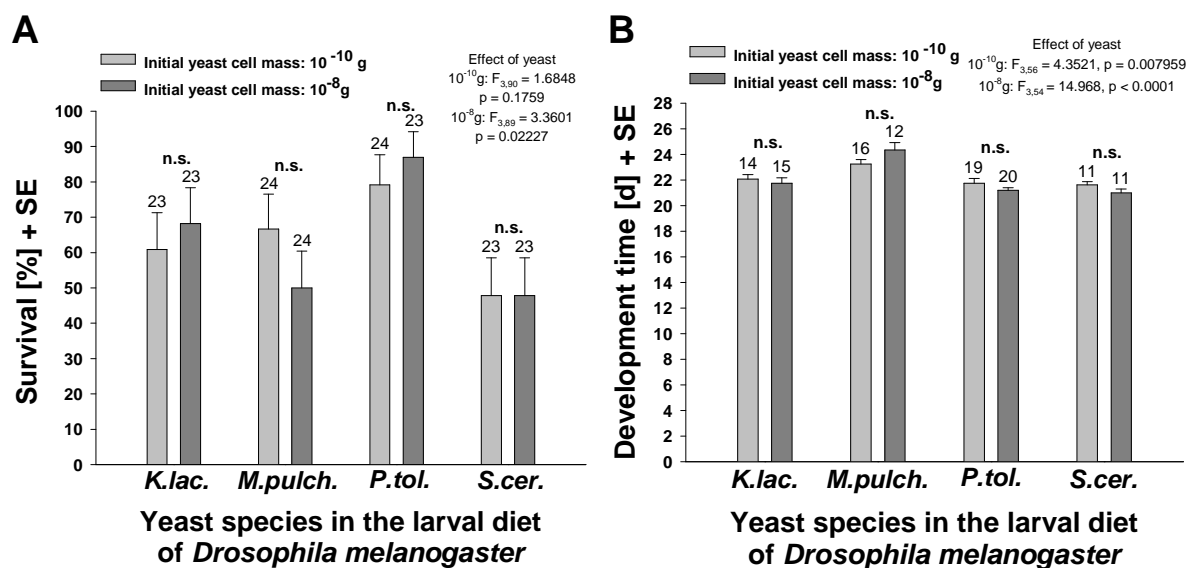 A
Initial yeast cell mass: 10⁻¹⁰ g
Initial yeast cell mass: 10⁻⁸g
Effect of yeast
10⁻¹⁰g: F₃,₉₀ = 1.6848
p = 0.1759
10⁻⁸g: F₃,₈₉ = 3.3601
p = 0.02227
Survival [%] + SE
100
90
80
70
60
50
40
30
20
10
0
n.s.
23 23
n.s.
24 24
n.s.
24 23
n.s.
23 23
K.lac. M.pulch. P.tol. S.cer.
Yeast species in the larval diet
of Drosophila melanogaster
B
Initial yeast cell mass: 10⁻¹⁰ g
Initial yeast cell mass: 10⁻⁸g
Effect of yeast
10⁻¹⁰g: F₃,₅₆ = 4.3521, p = 0.007959
10⁻⁸g: F₃,₅₄ = 14.968, p < 0.0001
Development time [d] + SE
28
26
24
22
20
18
16
14
12
10
8
6
4
2
0
n.s.
14 15
n.s.
16 12
n.s.
19 20
n.s.
11 11
K.lac. M.pulch. P.tol. S.cer.
Yeast species in the larval diet
of Drosophila melanogaster